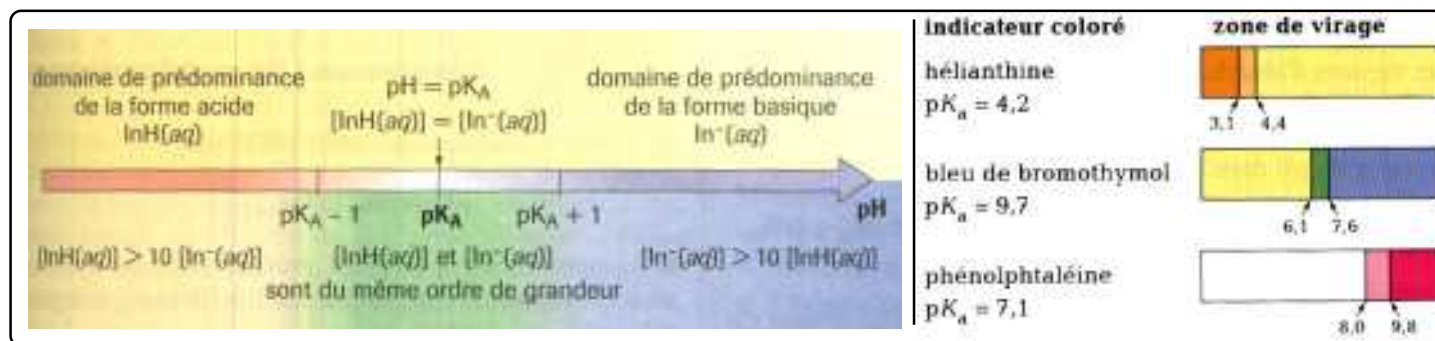 domaine de prédominance
de la forme acide
InH(aq)
pH = pKA
[InH(aq)] = [In⁻(aq)]
domaine de prédominance
de la forme basique
In⁻(aq)
pKA – 1
pKA
pKA + 1
pH
[InH(aq)] > 10 [In⁻(aq)]
[InH(aq)] et [In⁻(aq)]
sont du même ordre de grandeur
[In⁻(aq)] > 10 [InH(aq)]
indicateur coloré
zone de virage
hélianthine
pKa = 4,2
3,1
4,4
bleu de bromothymol
pKa = 9,7
6,1
7,6
phénolphtaléine
pKa = 7,1
8,0
9,8